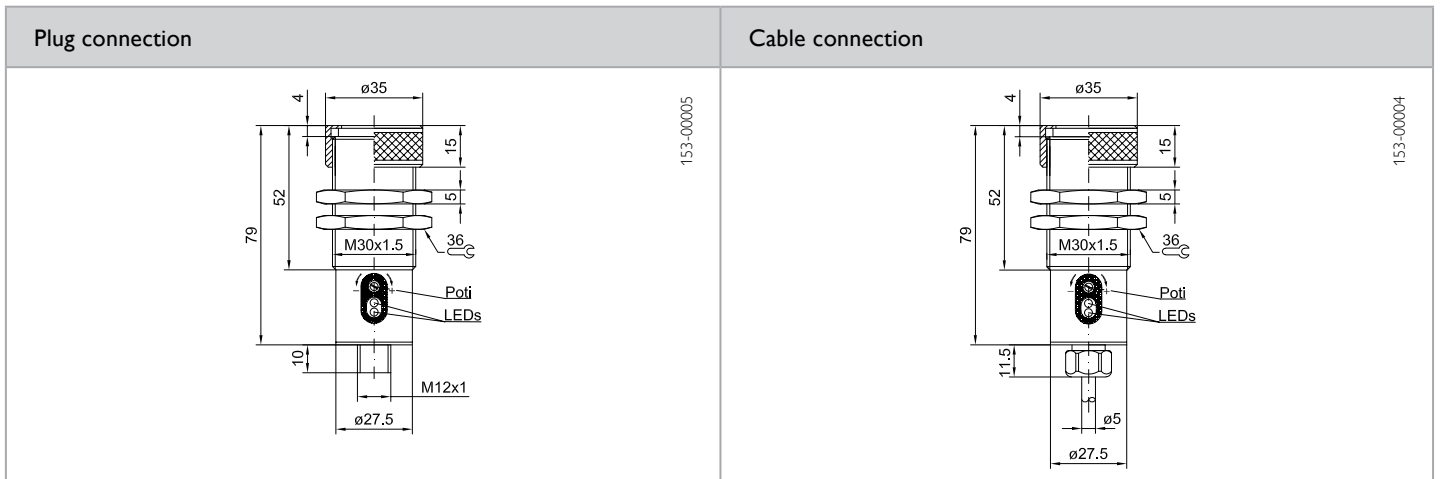 Plug connection
Cable connection
ø35
4
15
52
5
79
36
M30x1.5
Poti
- +
LEDs
10
M12x1
ø27.5
153-00005
ø35
4
15
52
5
79
36
M30x1.5
Poti
- +
LEDs
11.5
ø5
ø27.5
153-00004